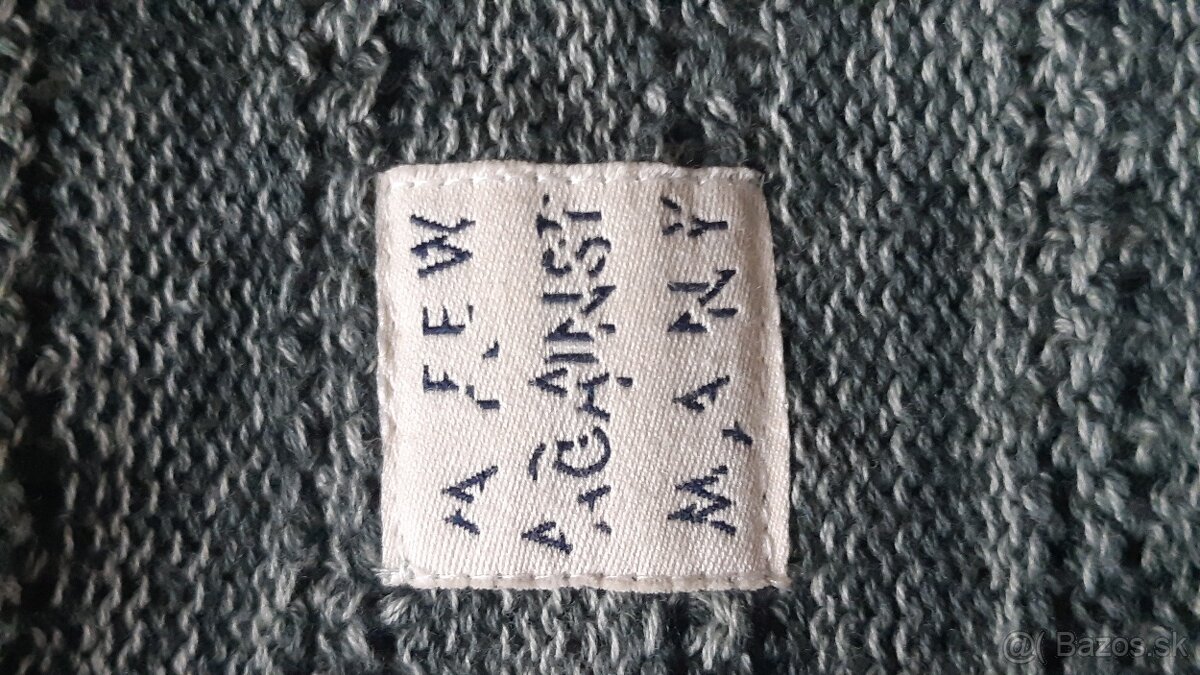 A FEW
AGAINST
MANY
@( Bazos.sk